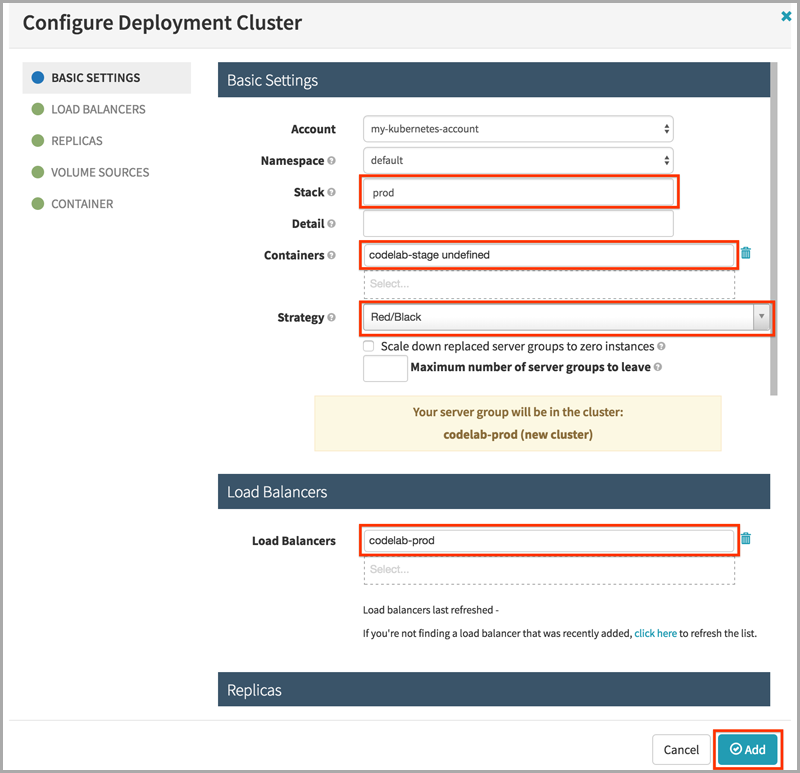 Configure Deployment Cluster
BASIC SETTINGS
LOAD BALANCERS
REPLICAS
VOLUME SOURCES
CONTAINER
Basic Settings
Account my-kubernetes-account
Namespace default
Stack prod
Detail
Containers codelab-stage undefined
Select...
Strategy Red/Black
Scale down replaced server groups to zero instances
Maximum number of server groups to leave
Your server group will be in the cluster:
codelab-prod (new cluster)
Load Balancers
Load Balancers codelab-prod
Select...
Load balancers last refreshed -
If you're not finding a load balancer that was recently added, click here to refresh the list.
Replicas
Cancel Add